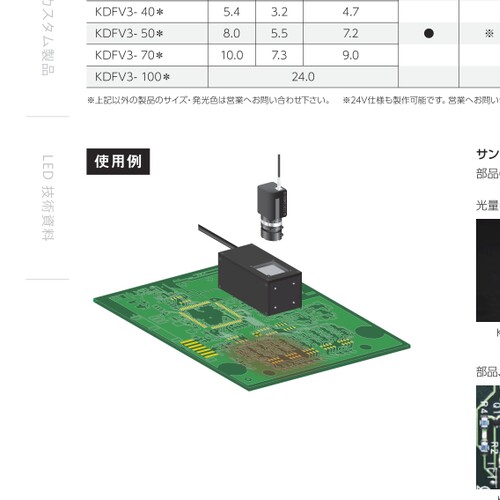 カスタム製品
LED 技術資料
KDFV3- 40* 5.4 3.2 4.7
KDFV3- 50* 8.0 5.5 7.2 ● ※
KDFV3- 70* 10.0 7.3 9.0
KDFV3- 100* 24.0
※上記以外の製品のサイズ・発光色は営業へお問い合わせ下さい。 ※24V仕様も製作可能です。営業へお問い
使用例
サン
部品
光量
部品